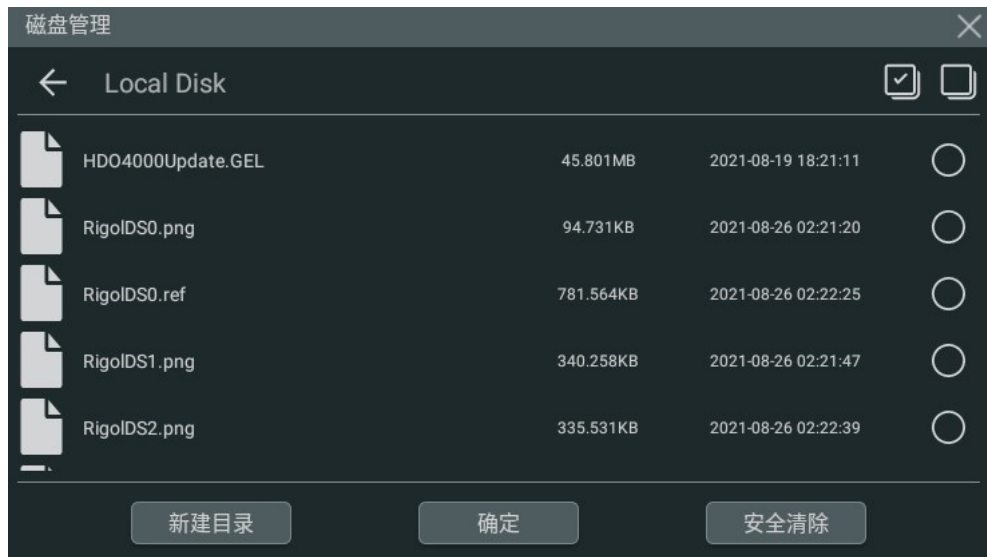 磁盘管理
Local Disk
HDO4000Update.GEL 45.801MB 2021-08-19 18:21:11
RigolDS0.png 94.731KB 2021-08-26 02:21:20
RigolDS0.ref 781.564KB 2021-08-26 02:22:25
RigolDS1.png 340.258KB 2021-08-26 02:21:47
RigolDS2.png 335.531KB 2021-08-26 02:22:39
新建目录 确定 安全清除